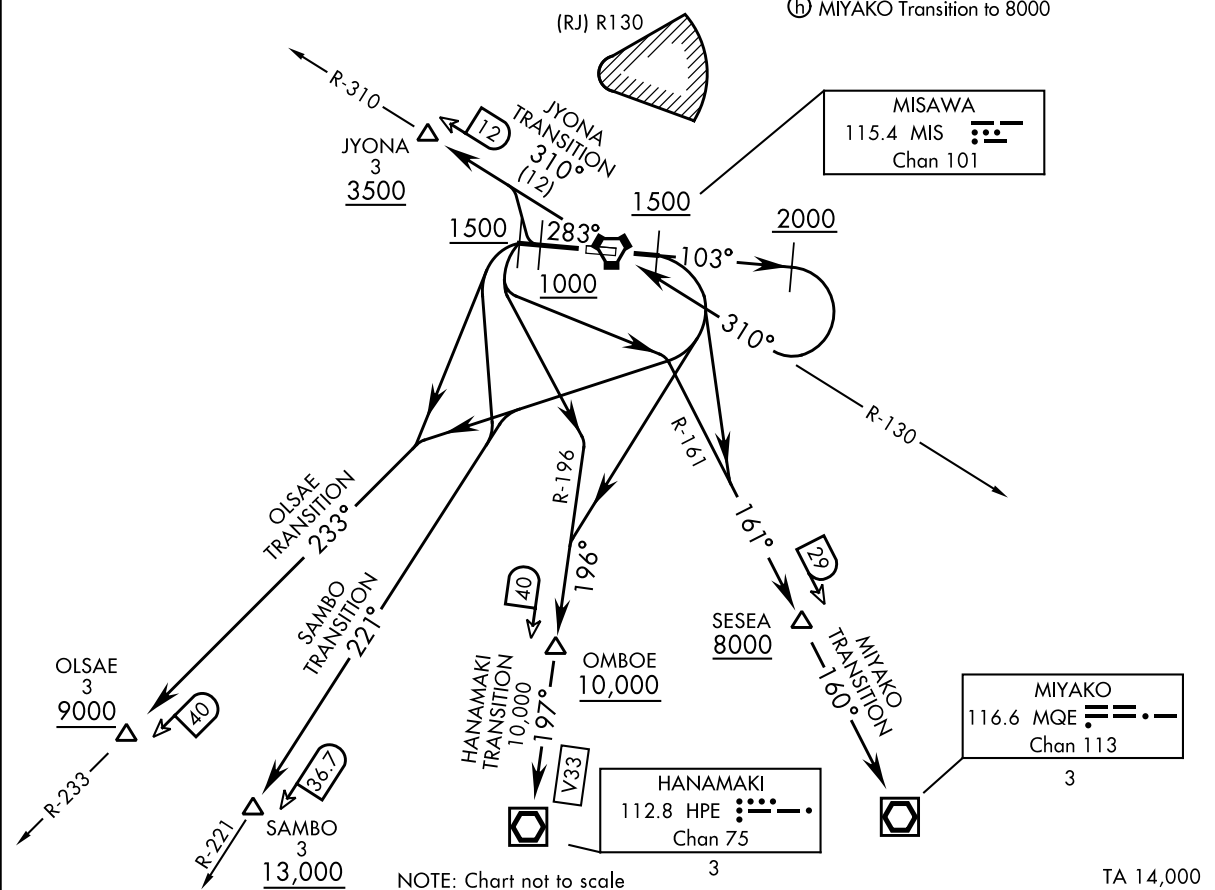 (RJ) R130
ⓗ MIYAKO Transition to 8000
R-310
12
JYONA
TRANSITION
310°
(12)
JYONA
3
3500
MISAWA
115.4 MIS
Chan 101
1500
1500
283°
1000
103°
2000
310°
R-130
R-161
R-196
OLSAE
TRANSITION
233°
SAMBO
TRANSITION
221°
196°
40
161°
29
SESEA
8000
OMBOE
10,000
MIYAKO
TRANSITION
160°
HANAMAKI
TRANSITION
10,000
197°
V33
OLSAE
3
9000
40
R-233
36.7
SAMBO
3
13,000
R-221
MIYAKO
116.6 MQE
Chan 113
3
HANAMAKI
112.8 HPE
Chan 75
3
NOTE: Chart not to scale
TA 14,000